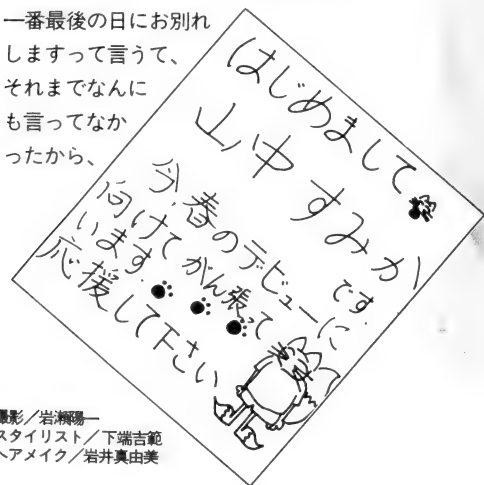 一番最後の日にお別れ
しますって言うて、
それまでなんに
も言ってなか
ったから、
はじめまして
山中すみか
です。
今、春のデビューに
向けてがん張って
います。
応援して下さい
撮影／岩瀬陽一
スタイリスト／下端吉範
ヘアメイク／岩井真由美